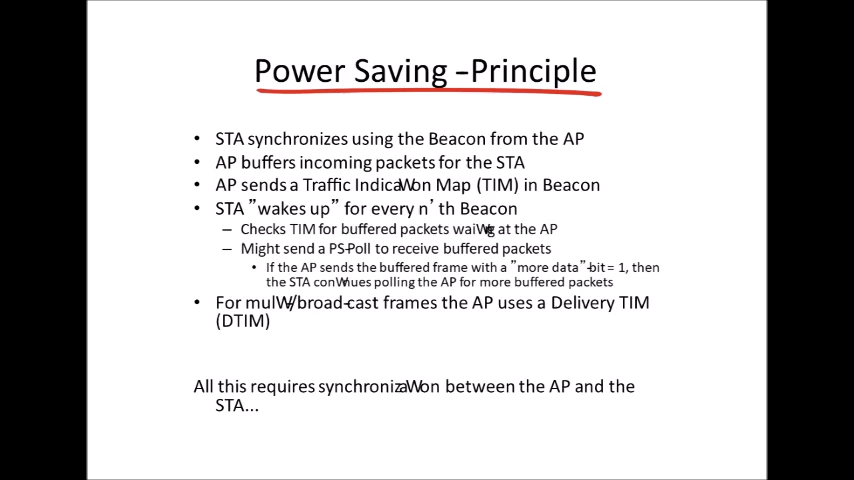 Power Saving -Principle
• STA synchronizes using the Beacon from the AP
• AP buffers incoming packets for the STA
• AP sends a Traffic IndicaWon Map (TIM) in Beacon
• STA ”wakes up” for every n’ th Beacon
– Checks TIM for buffered packets waiWng at the AP
– Might send a PS-Poll to receive buffered packets
• If the AP sends the buffered frame with a ”more data”-bit = 1, then
the STA conWnues polling the AP for more buffered packets
• For mulW-/broad-cast frames the AP uses a Delivery TIM
(DTIM)
All this requires synchronizaWon between the AP and the
STA...